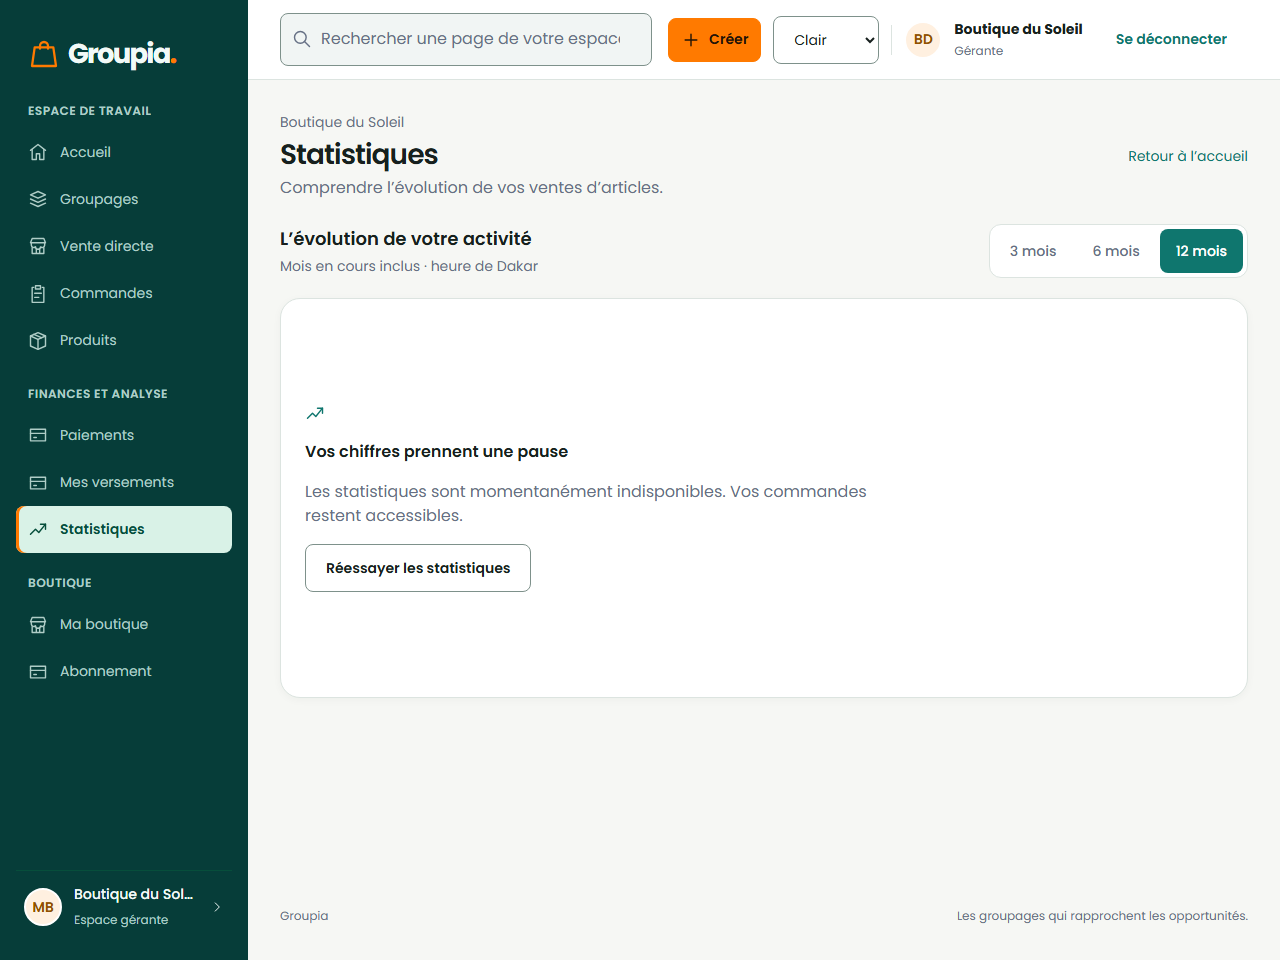 Groupia.
ESPACE DE TRAVAIL
Accueil
Groupages
Vente directe
Commandes
Produits
FINANCES ET ANALYSE
Paiements
Mes versements
Statistiques
BOUTIQUE
Ma boutique
Abonnement
MB
Boutique du Sol...
Espace gérante
Rechercher une page de votre espac
Créer
Clair
BD
Boutique du Soleil
Gérante
Se déconnecter
Boutique du Soleil
Statistiques
Retour à l’accueil
Comprendre l’évolution de vos ventes d’articles.
L’évolution de votre activité
Mois en cours inclus · heure de Dakar
3 mois
6 mois
12 mois
Vos chiffres prennent une pause
Les statistiques sont momentanément indisponibles. Vos commandes
restent accessibles.
Réessayer les statistiques
Groupia
Les groupages qui rapprochent les opportunités.